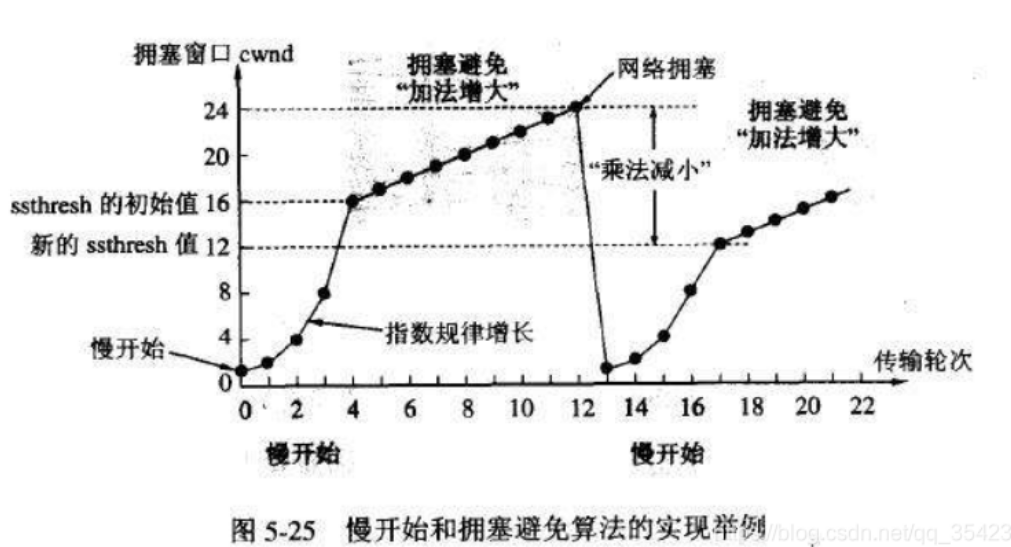 拥塞窗口 cwnd
拥塞避免
“加法增大”
网络拥塞
拥塞避免
“加法增大”
24
20
“乘法减小”
ssthresh 的初始值 16
新的 ssthresh 值 12
8
4
指数规律增长
慢开始
0
传输轮次
0 2 4 6 8 10 12 14 16 18 20 22
慢开始
慢开始
图 5-25 慢开始和拥塞避免算法的实现举例
blog.csdn.net/qq_35423